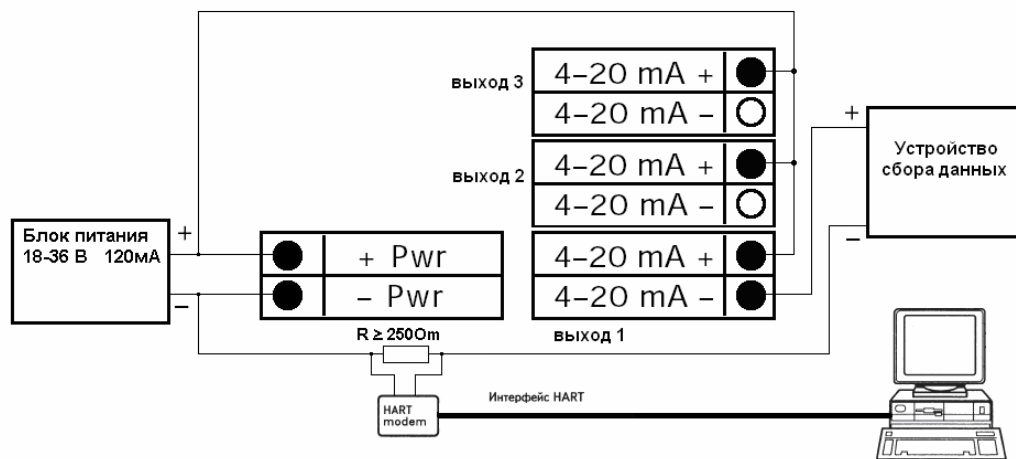 выход 3
4–20 mA +
4–20 mA –
выход 2
4–20 mA +
4–20 mA –
+
Устройство
сбора данных
–
Блок питания
18-36 В 120мА
+
–
+ Pwr
– Pwr
4–20 mA +
4–20 mA –
выход 1
R ≥ 250Om
HART
modem
Интерфейс HART